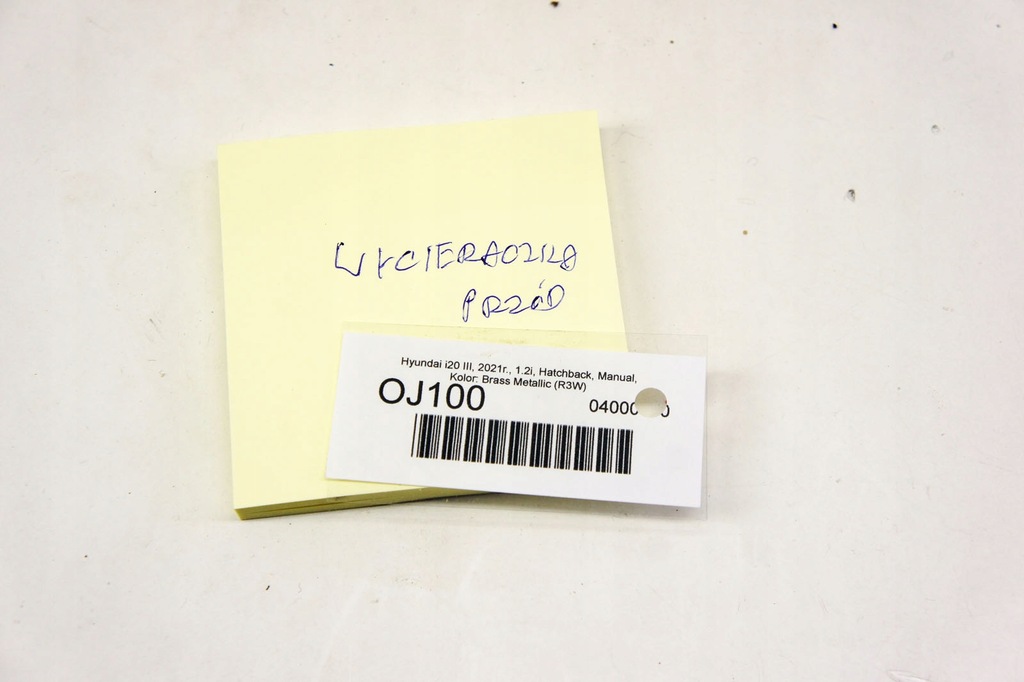 WYCIERACZKA
PRZÓD
Hyundai i20 III, 2021r., 1.2i, Hatchback, Manual,
Kolor: Brass Metallic (R3W)
OJ100